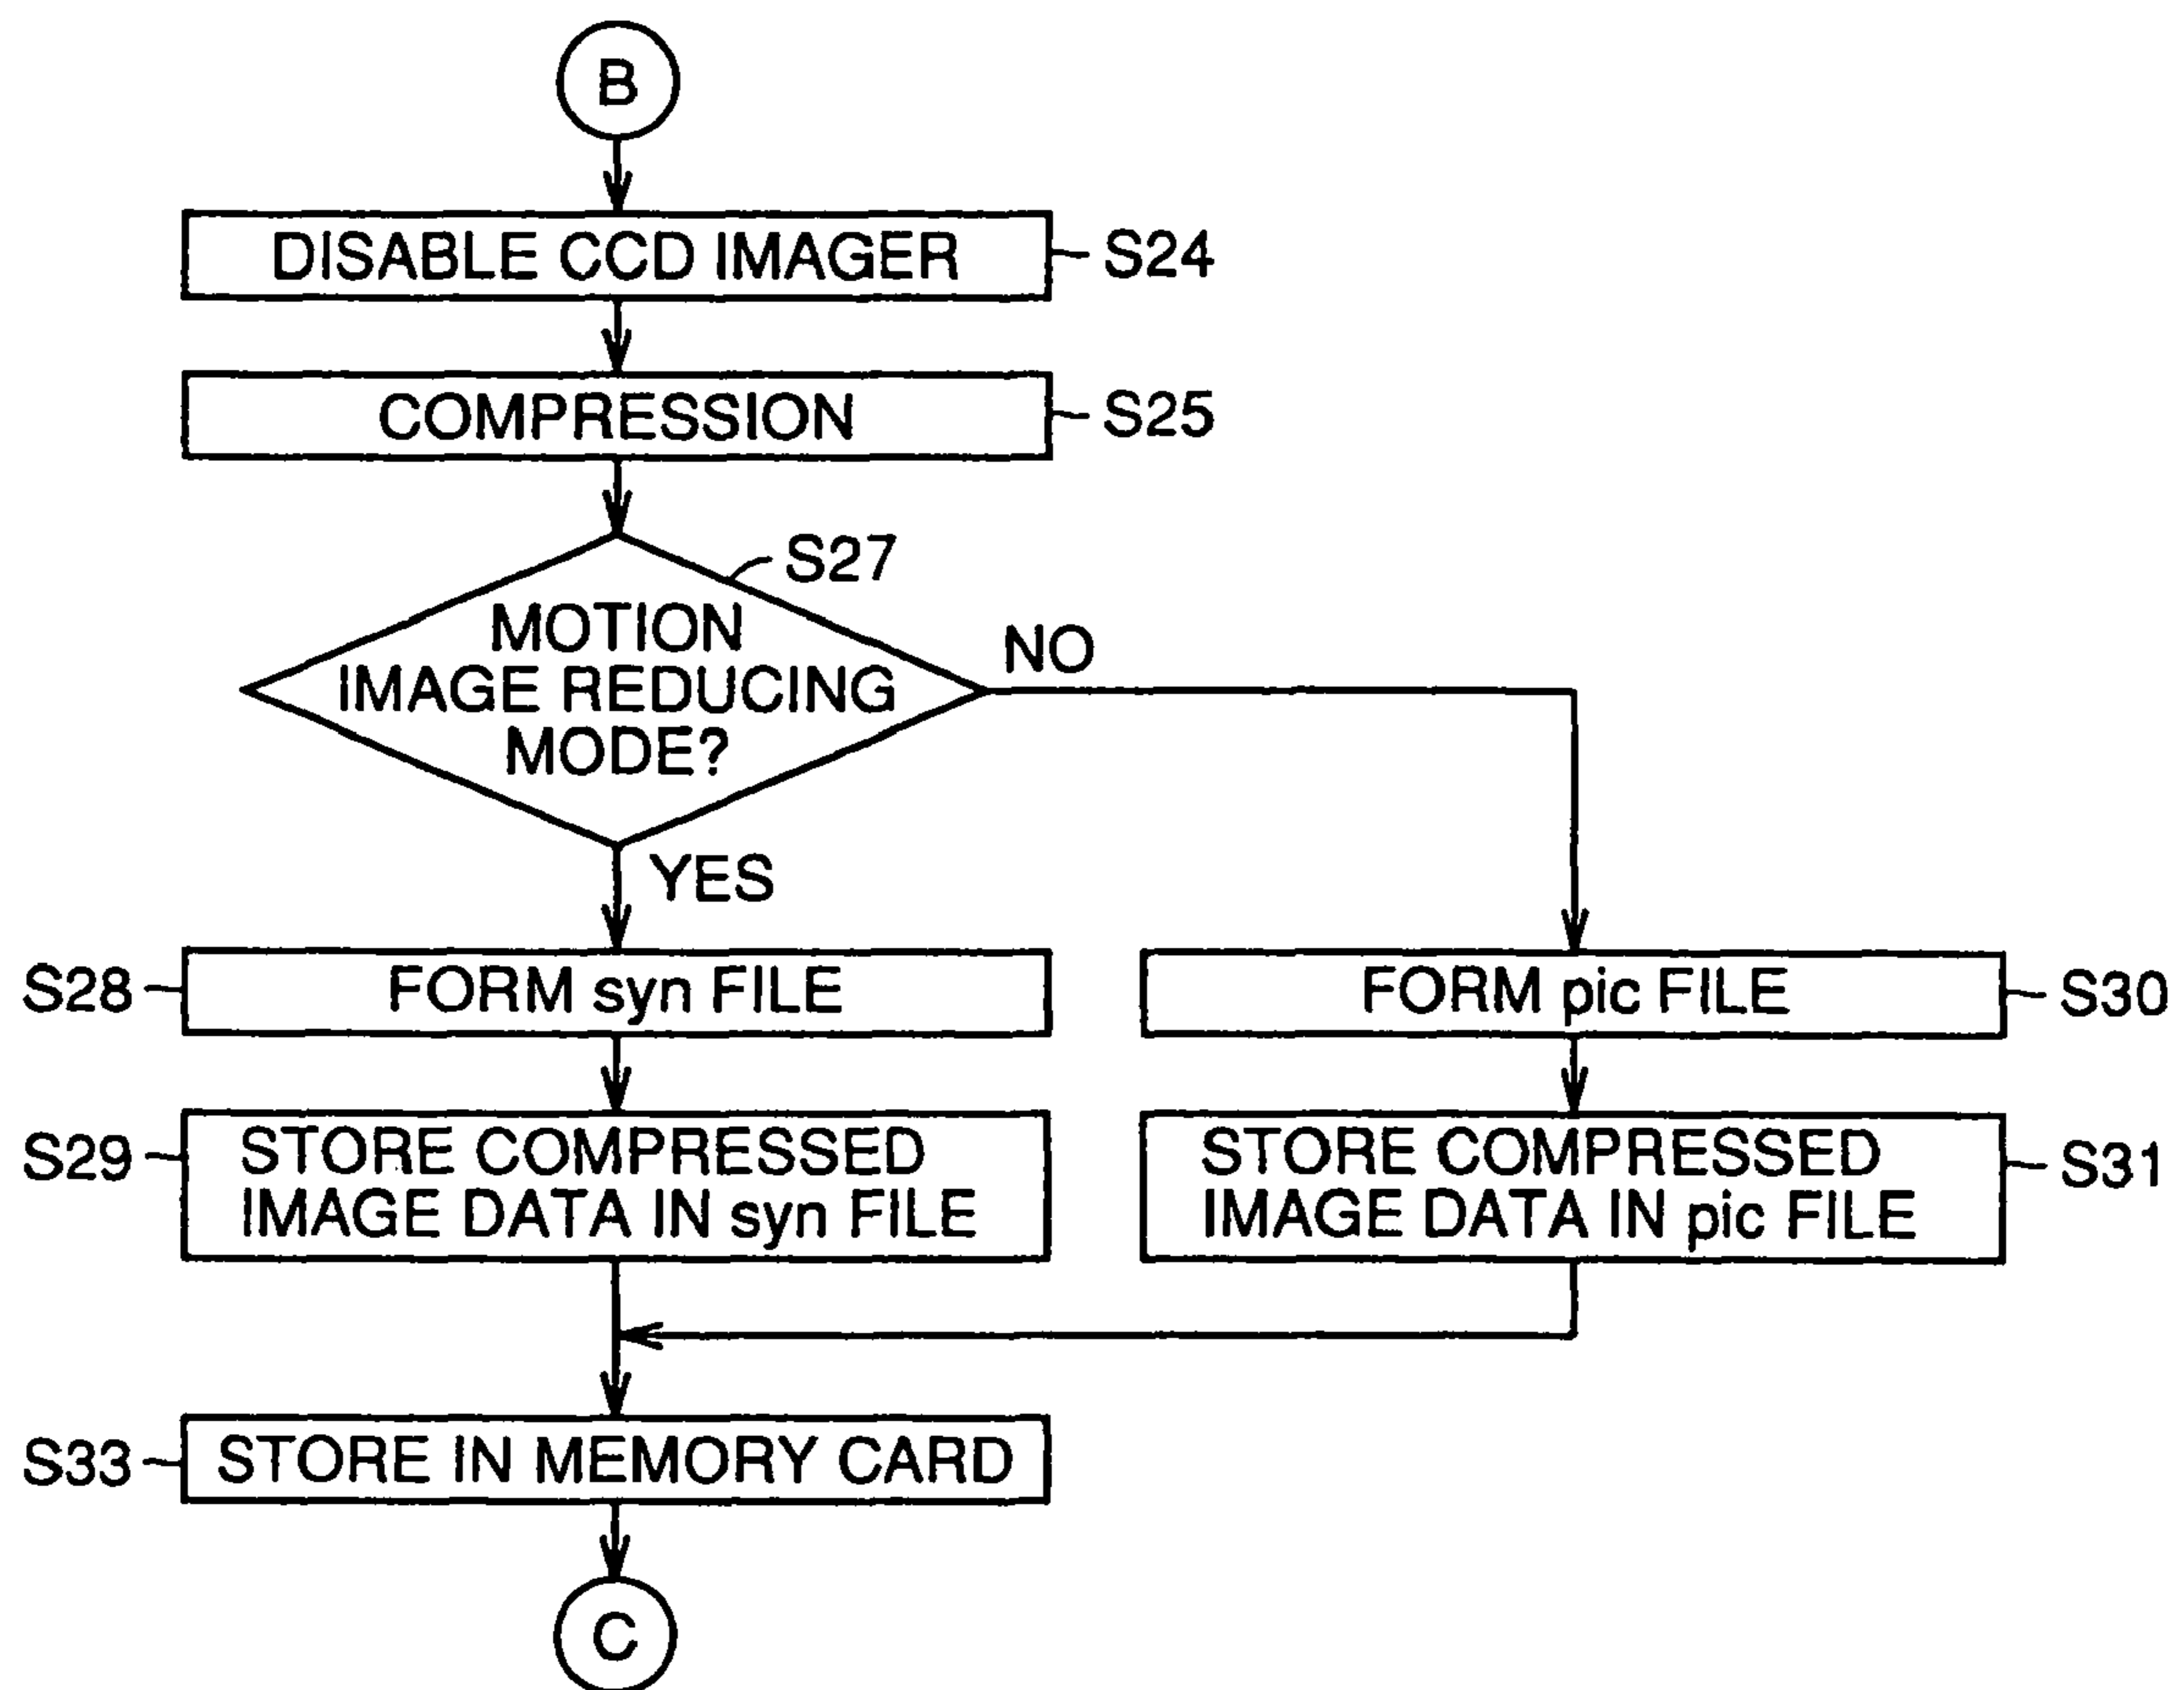 B
DISABLE CCD IMAGER
S24
COMPRESSION
S25
S27
MOTION
IMAGE REDUCING
MODE?
NO
YES
S28
FORM syn FILE
FORM pic FILE
S30
S29
STORE COMPRESSED
IMAGE DATA IN syn FILE
STORE COMPRESSED
IMAGE DATA IN pic FILE
S31
S33
STORE IN MEMORY CARD
C